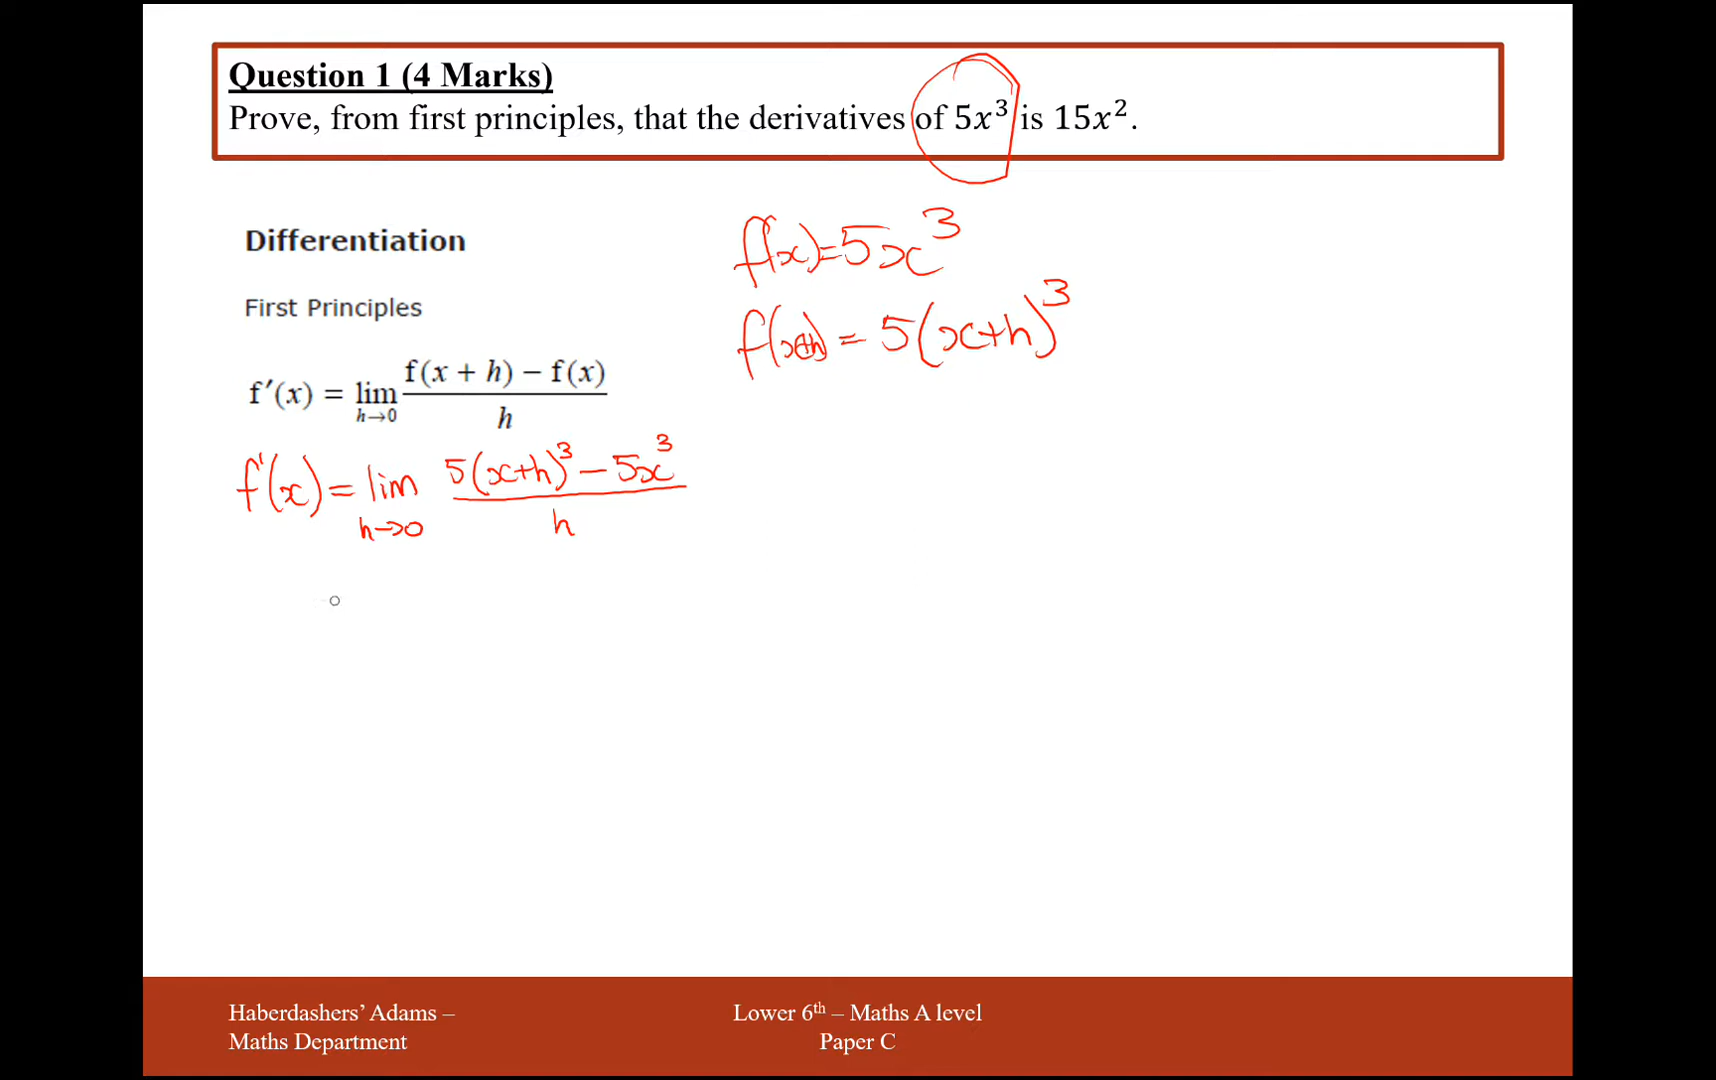 Question 1 (4 Marks)
Prove, from first principles, that the derivatives of 5x³ is 15x².
Differentiation
First Principles
f′(x) = lim h→0 f(x + h) − f(x) / h
f(x)=5x³
f(x+h) = 5(x+h)³
f'(x) = lim h→0 5(x+h)³ − 5x³ / h
Haberdashers’ Adams –
Maths Department
Lower 6th – Maths A level
Paper C